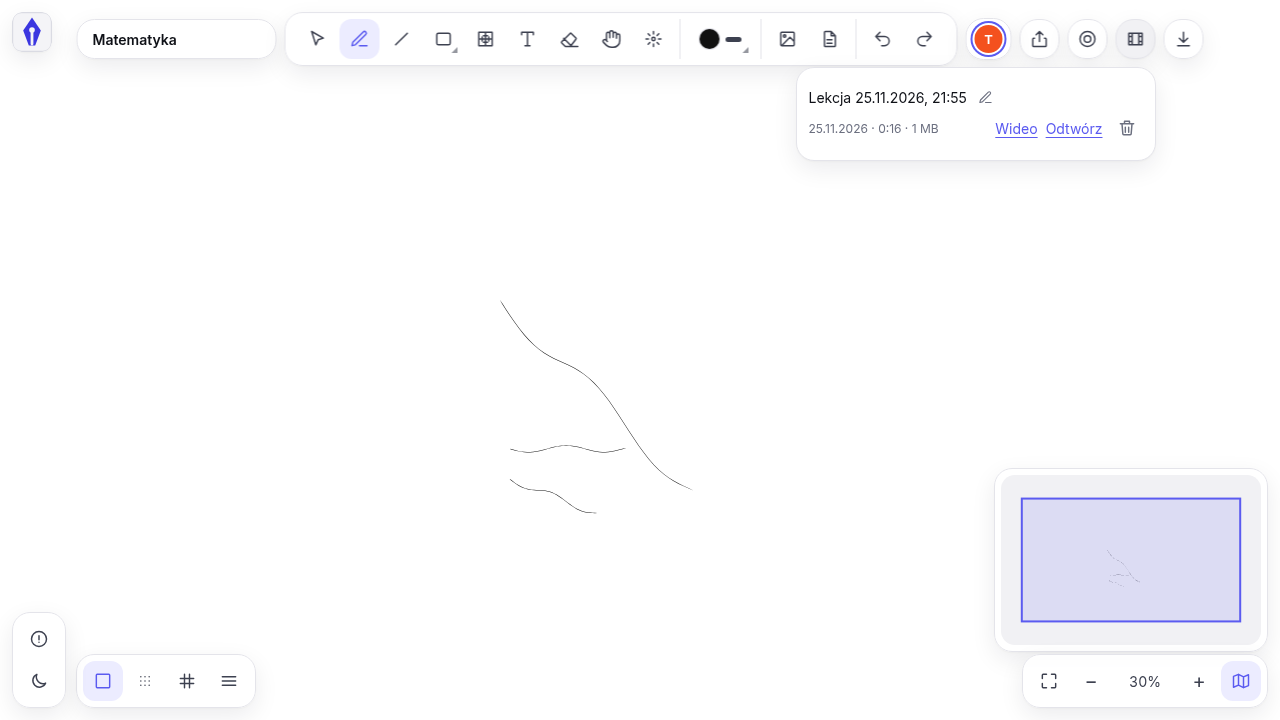 Matematyka
T
Lekcja 25.11.2026, 21:55
25.11.2026 · 0:16 · 1 MB Wideo Odtwórz
30%